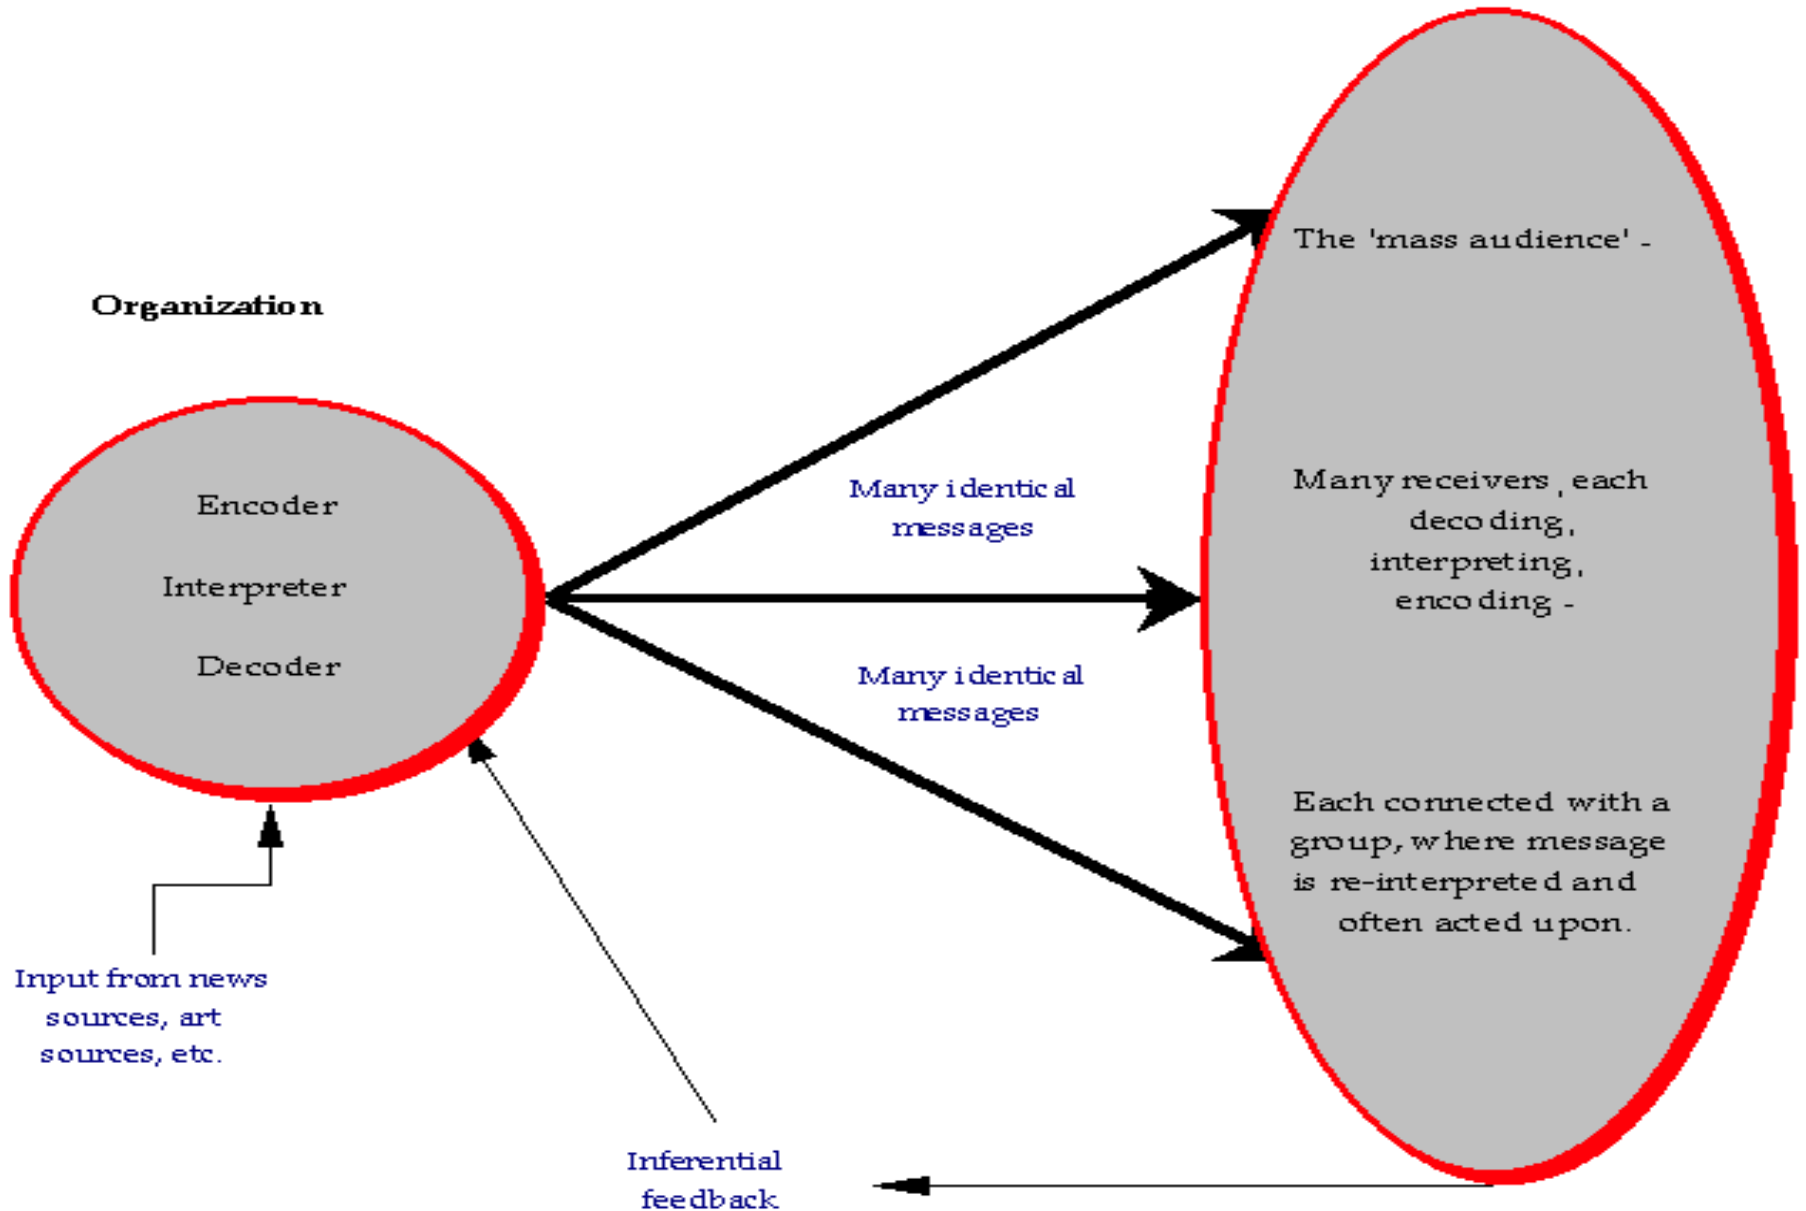 Organization
Encoder
Interpreter
Decoder
Input from news
sources, art
sources, etc.
Many identical
messages
Many identical
messages
Inferential
feedback
The 'mass audience' -
Many receivers, each
decoding,
interpreting,
encoding -
Each connected with a
group, where message
is re-interpreted and
often acted upon.